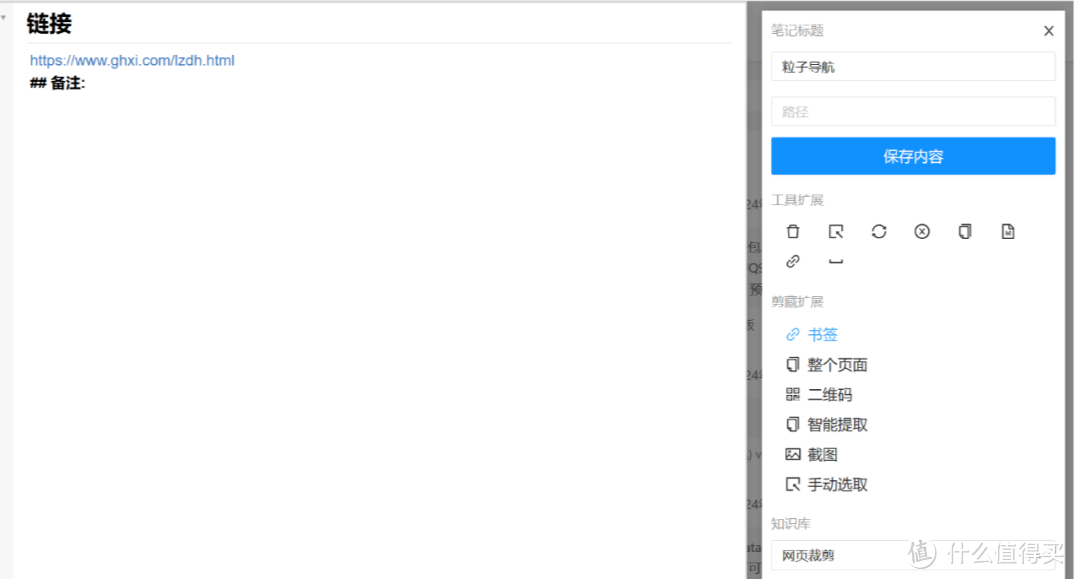 链接
https://www.ghxi.com/lzdh.html
## 备注:
笔记标题
粒子导航
路径
保存内容
工具扩展
剪藏扩展
书签
整个页面
二维码
智能提取
截图
手动选取
知识库
网页裁剪
值 什么值得买